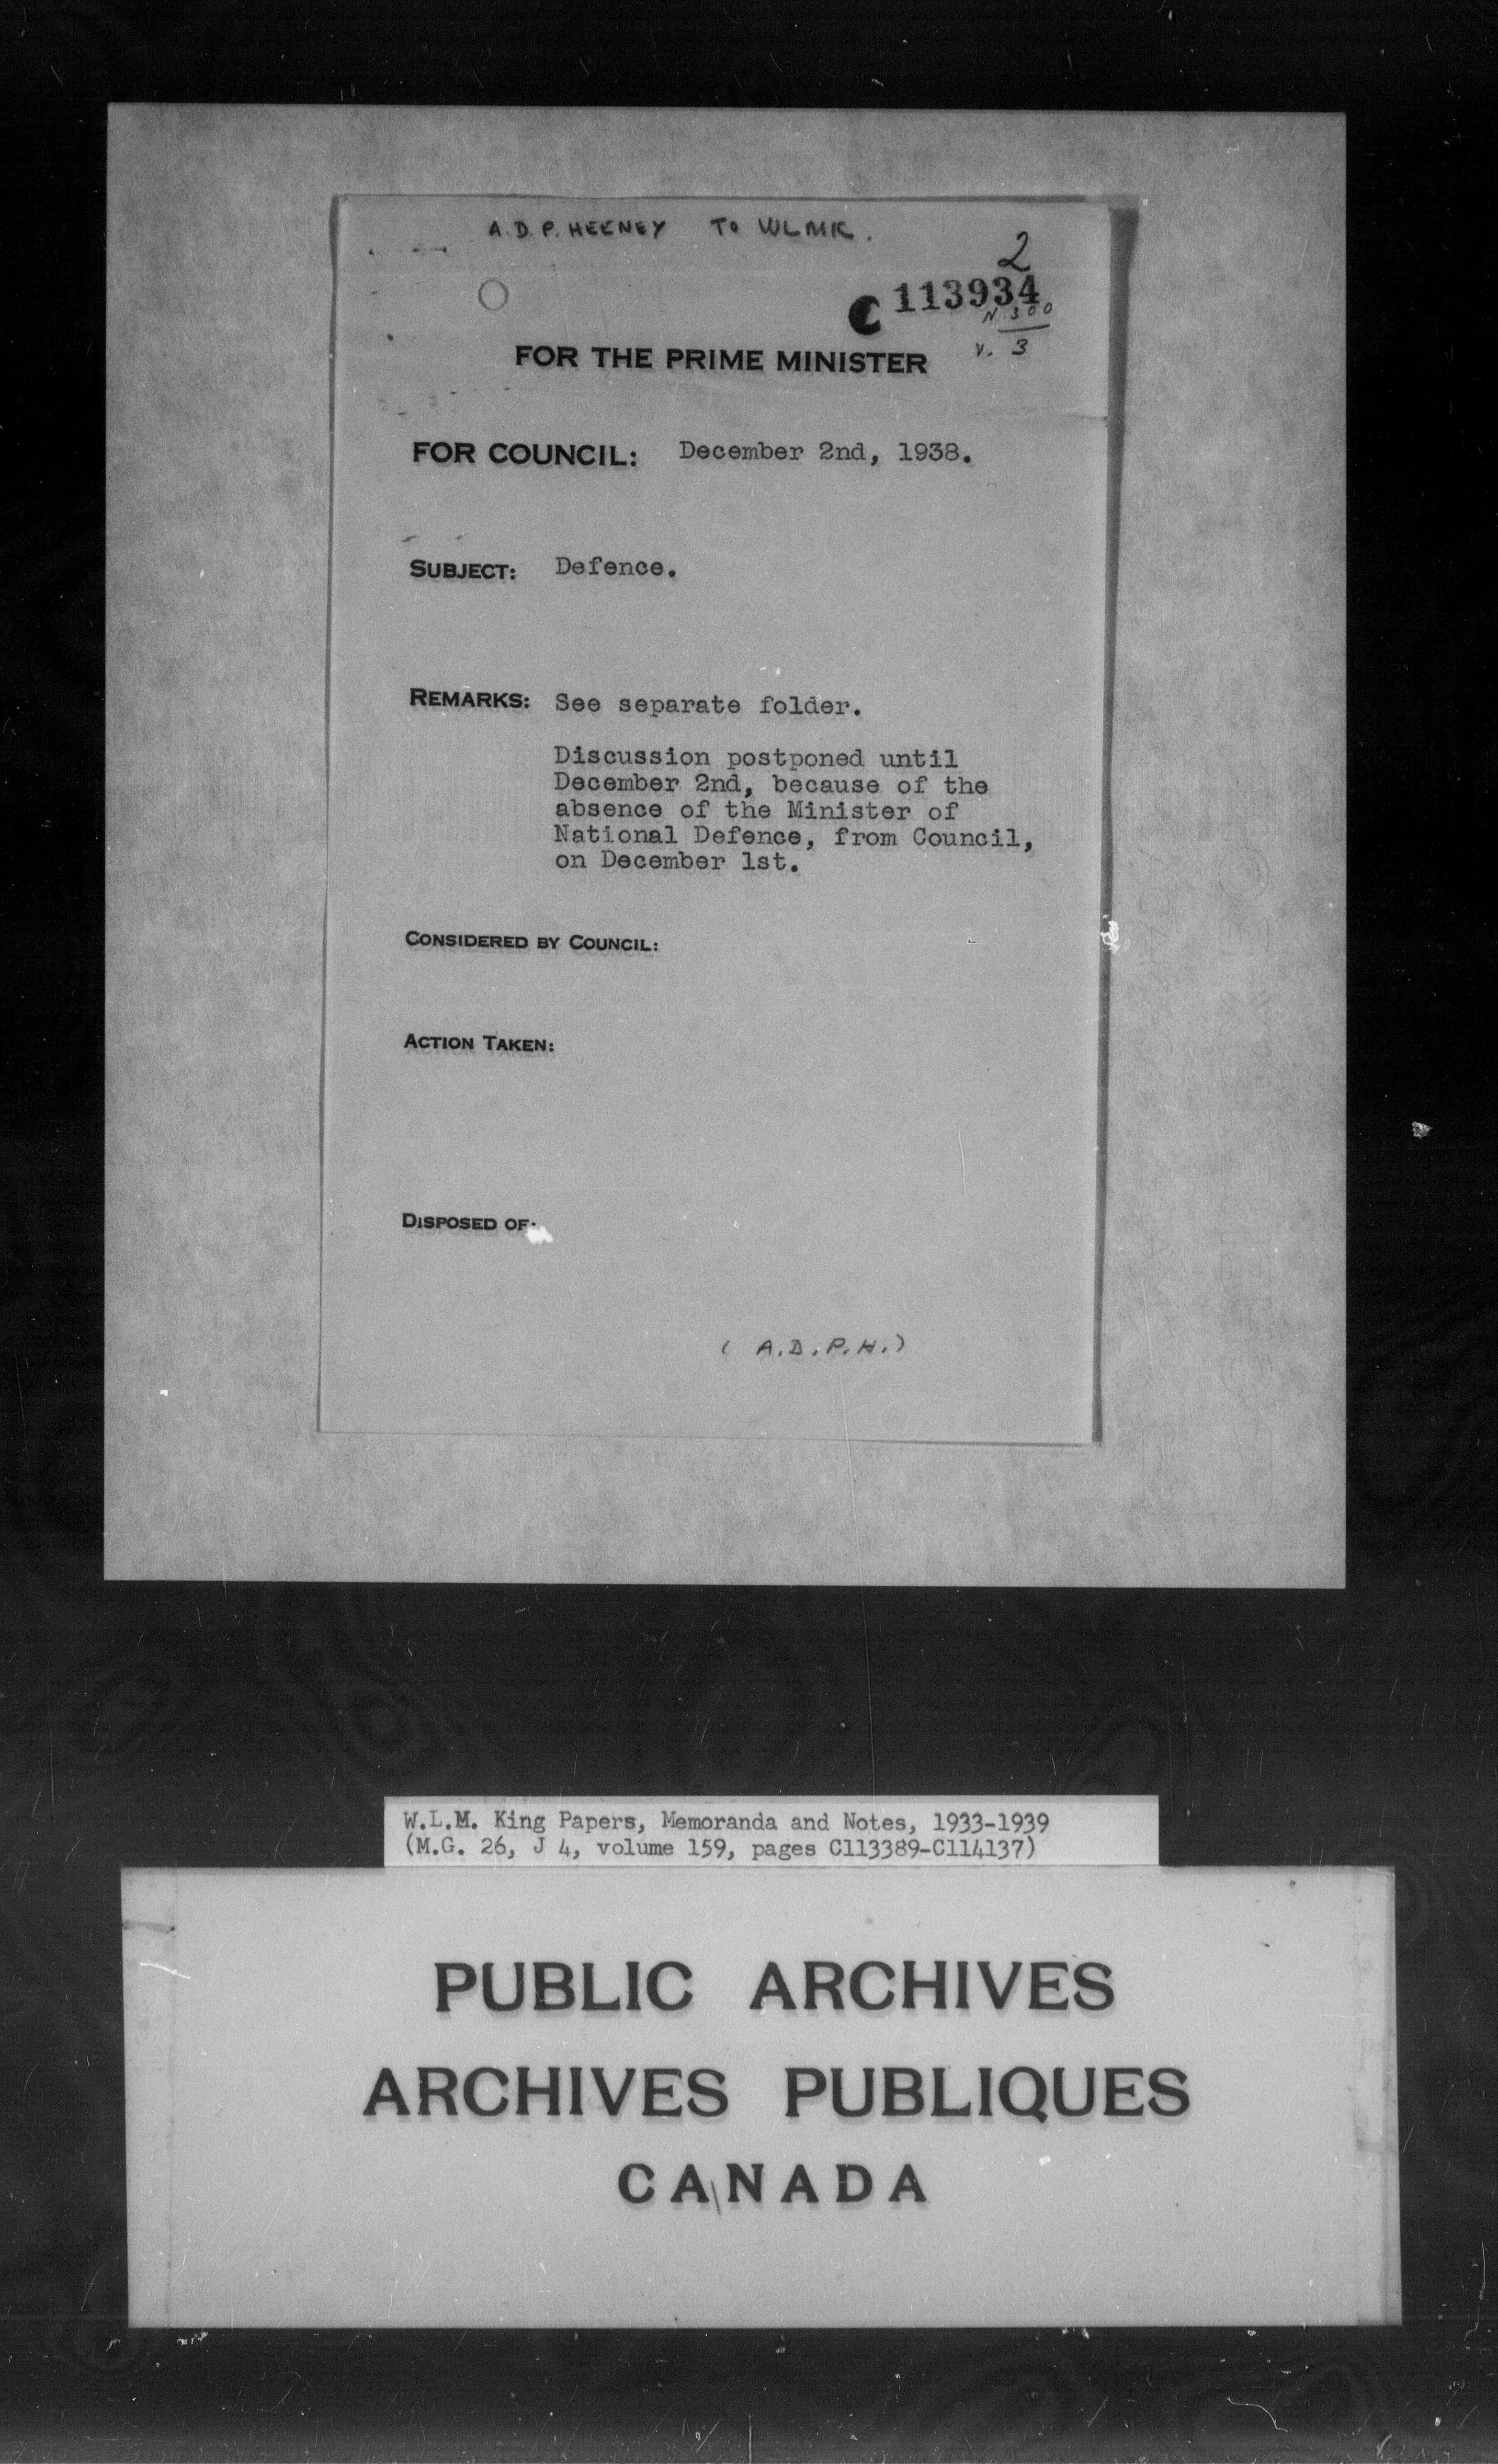 A.D.P. HEENEY TO WLMK.
2
C 113934
N 300
V. 3
FOR THE PRIME MINISTER
FOR COUNCIL: December 2nd, 1938.
SUBJECT: Defence.
REMARKS: See separate folder.
Discussion postponed until
December 2nd, because of the
absence of the Minister of
National Defence, from Council,
on December 1st.
CONSIDERED BY COUNCIL:
ACTION TAKEN:
DISPOSED OF:
( A.D.P.H.)
W.L.M. King Papers, Memoranda and Notes, 1933-1939
(M.G. 26, J 4, volume 159, pages C113389-C114137)
PUBLIC ARCHIVES
ARCHIVES PUBLIQUES
CANADA